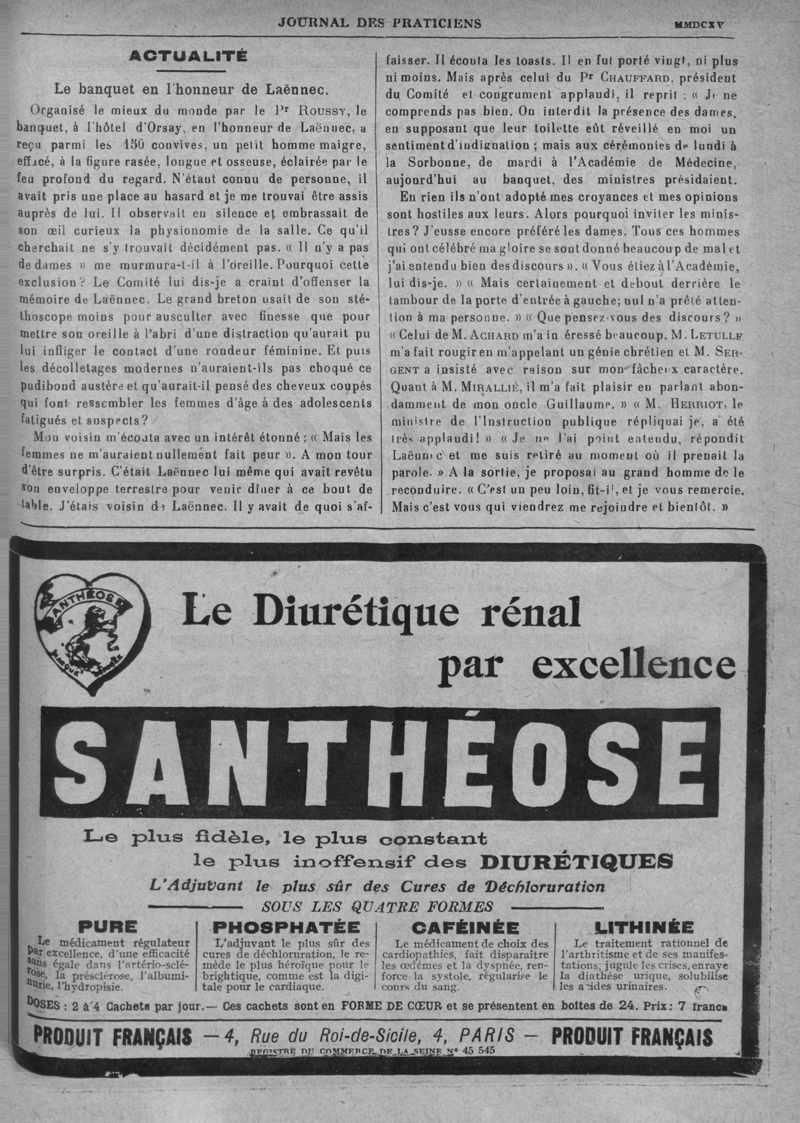 JOURNAL DES PRATICIENS
MMDCXV
ACTUALITÉ
Le banquet en l'honneur de Laënnec.
Organisé le mieux du monde par le Pr ROUSSY, le
banquet, à l'hôtel d'Orsay, en l'honneur de Laënnec, a
reçu parmi les 150 convives, un petit homme maigre,
effacé, à la figure rasée, longue et osseuse, éclairée par le
feu profond du regard. N'étant connu de personne, il
avait pris une place au hasard et je me trouvai être assis
auprès de lui. Il observait en silence et embrassait de
son œil curieux la physionomie de la salle. Ce qu'il
cherchait ne s'y trouvait décidément pas. « Il n'y a pas
de dames » me murmura-t-il à l'oreille. Pourquoi cette
exclusion? Le Comité lui dis-je a craint d'offenser la
mémoire de Laënnec. Le grand breton usait de son sté-
thoscope moins pour ausculter avec finesse que pour
mettre son oreille à l'abri d'une distraction qu'aurait pu
lui infliger le contact d'une rondeur féminine. Et puis
les décolletages modernes n'auraient-ils pas choqué ce
pudibond austère et qu'aurait-il pensé des cheveux coupés
qui font ressembler les femmes d'âge à des adolescents
fatigués et suspects?
Mon voisin m'écouta avec un intérêt étonné : « Mais les
femmes ne m'auraient nullement fait peur ». A mon tour
d'être surpris. C'était Laënnec lui même qui avait revêtu
son enveloppe terrestre pour venir dîner à ce bout de
table. J'étais voisin de Laënnec. Il y avait de quoi s'af-
faisser. Il écouta les toasts. Il en fut porté vingt, ni plus
ni moins. Mais après celui du Pr CHAUFFARD, président
du Comité et congrument applaudi, il reprit : « Je ne
comprends pas bien. On interdit la présence des dames,
en supposant que leur toilette eût réveillé en moi un
sentiment d'indignation ; mais aux cérémonies de lundi à
la Sorbonne, de mardi à l'Académie de Médecine,
aujourd'hui au banquet, des ministres présidaient.
En rien ils n'ont adopté mes croyances et mes opinions
sont hostiles aux leurs. Alors pourquoi inviter les minis-
tres? J'eusse encore préféré les dames. Tous ces hommes
qui ont célébré ma gloire se sont donné beaucoup de mal et
j'ai entendu bien des discours ». « Vous étiez à l'Académie,
lui dis-je. » « Mais certainement et debout derrière le
tambour de la porte d'entrée à gauche; nul n'a prêté atten-
tion à ma personne. » « Que pensez-vous des discours? »
« Celui de M. ACHARD m'a in éressé beaucoup. M. LETULLE
m'a fait rougir en m'appelant un génie chrétien et M. SER-
GENT a insisté avec raison sur mon fâcheux caractère.
Quant à M. MIRALLIÉ, il m'a fait plaisir en parlant abon-
damment de mon oncle Guillaume. » « M. HERRIOT, le
ministre de l'Instruction publique répliquai je, a été
très applaudi! » « Je ne l'ai point entendu, répondit
Laënnec et me suis retiré au moment où il prenait la
parole. » A la sortie, je proposai au grand homme de le
reconduire. « C'est un peu loin, fit-il, et je vous remercie.
Mais c'est vous qui viendrez me rejoindre et bientôt. »
SANTHÉOSE
Le Diurétique rénal
par excellence
SANTHÉOSE
Le plus fidèle, le plus constant
le plus inoffensif des DIURÉTIQUES
L'Adjuvant le plus sûr des Cures de Déchloruration
SOUS LES QUATRE FORMES
PURE
Le médicament régulateur
par excellence, d'une efficacité
sans égale dans l'artério-sclé-
rose, la présclérose, l'albumi-
nurie, l'hydropisie.
PHOSPHATÉE
L'adjuvant le plus sûr des
cures de déchloruration, le re-
mède le plus héroïque pour le
brightique, comme est la digi-
tale pour le cardiaque.
CAFÉINÉE
Le médicament de choix des
cardiopathies, fait disparaître
les œdèmes et la dyspnée, ren-
force la systole, régularise le
cours du sang.
LITHINÉE
Le traitement rationnel de
l'arthritisme et de ses manifes-
tations; jugule les crises, enraye
la diathèse urique, solubilise
les acides urinaires.
DOSES : 2 à 4 Cachets par jour.— Ces cachets sont en FORME DE CŒUR et se présentent en boîtes de 24. Prix: 7 francs
PRODUIT FRANÇAIS — 4, Rue du Roi-de-Sicile, 4, PARIS — PRODUIT FRANÇAIS
REGISTRE DU COMMERCE DE LA SEINE N° 45 545